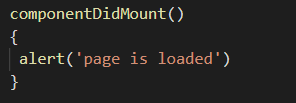 componentDidMount()
{
alert('page is loaded')
}